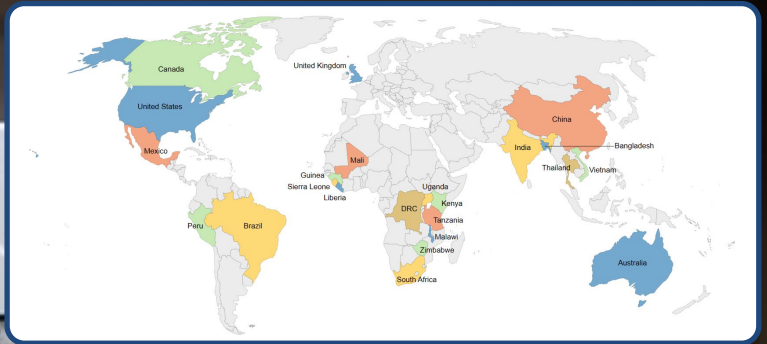 Canada
United Kingdom
United States
China
Mexico
India
Bangladesh
Mali
Thailand
Vietnam
Guinea
Sierra Leone
Uganda
Liberia
Kenya
DRC
Peru
Brazil
Tanzania
Malawi
Zimbabwe
Australia
South Africa